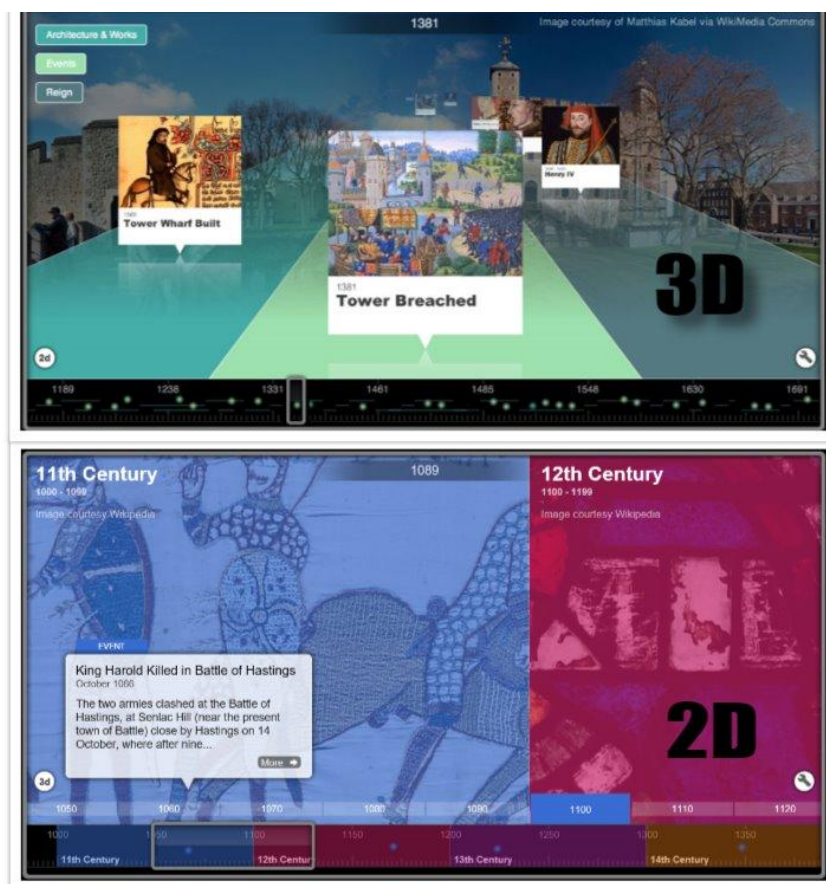 1381
Image courtesy of Matthias Kabel via WikiMedia Commons
Architecture & Works
Events
Reign
Henry IV
1381
Tower Wharf Built
1381
Tower Breached
3D
2d
1189 1238 1331 1461 1485 1548 1630 1691
11th Century
1000 - 1099
Image courtesy Wikipedia
1089
12th Century
1100 - 1199
Image courtesy Wikipedia
EVENT
King Harold Killed in Battle of Hastings
October 1066
The two armies clashed at the Battle of
Hastings, at Senlac Hill (near the present
town of Battle) close by Hastings on 14
October, where after nine...
More
2D
3d
1050 1060 1070 1080 1090 1100 1110 1120
1000 1050 1100 1150 1200 1250 1300 1350
11th Century 12th Centur 13th Century 14th Century